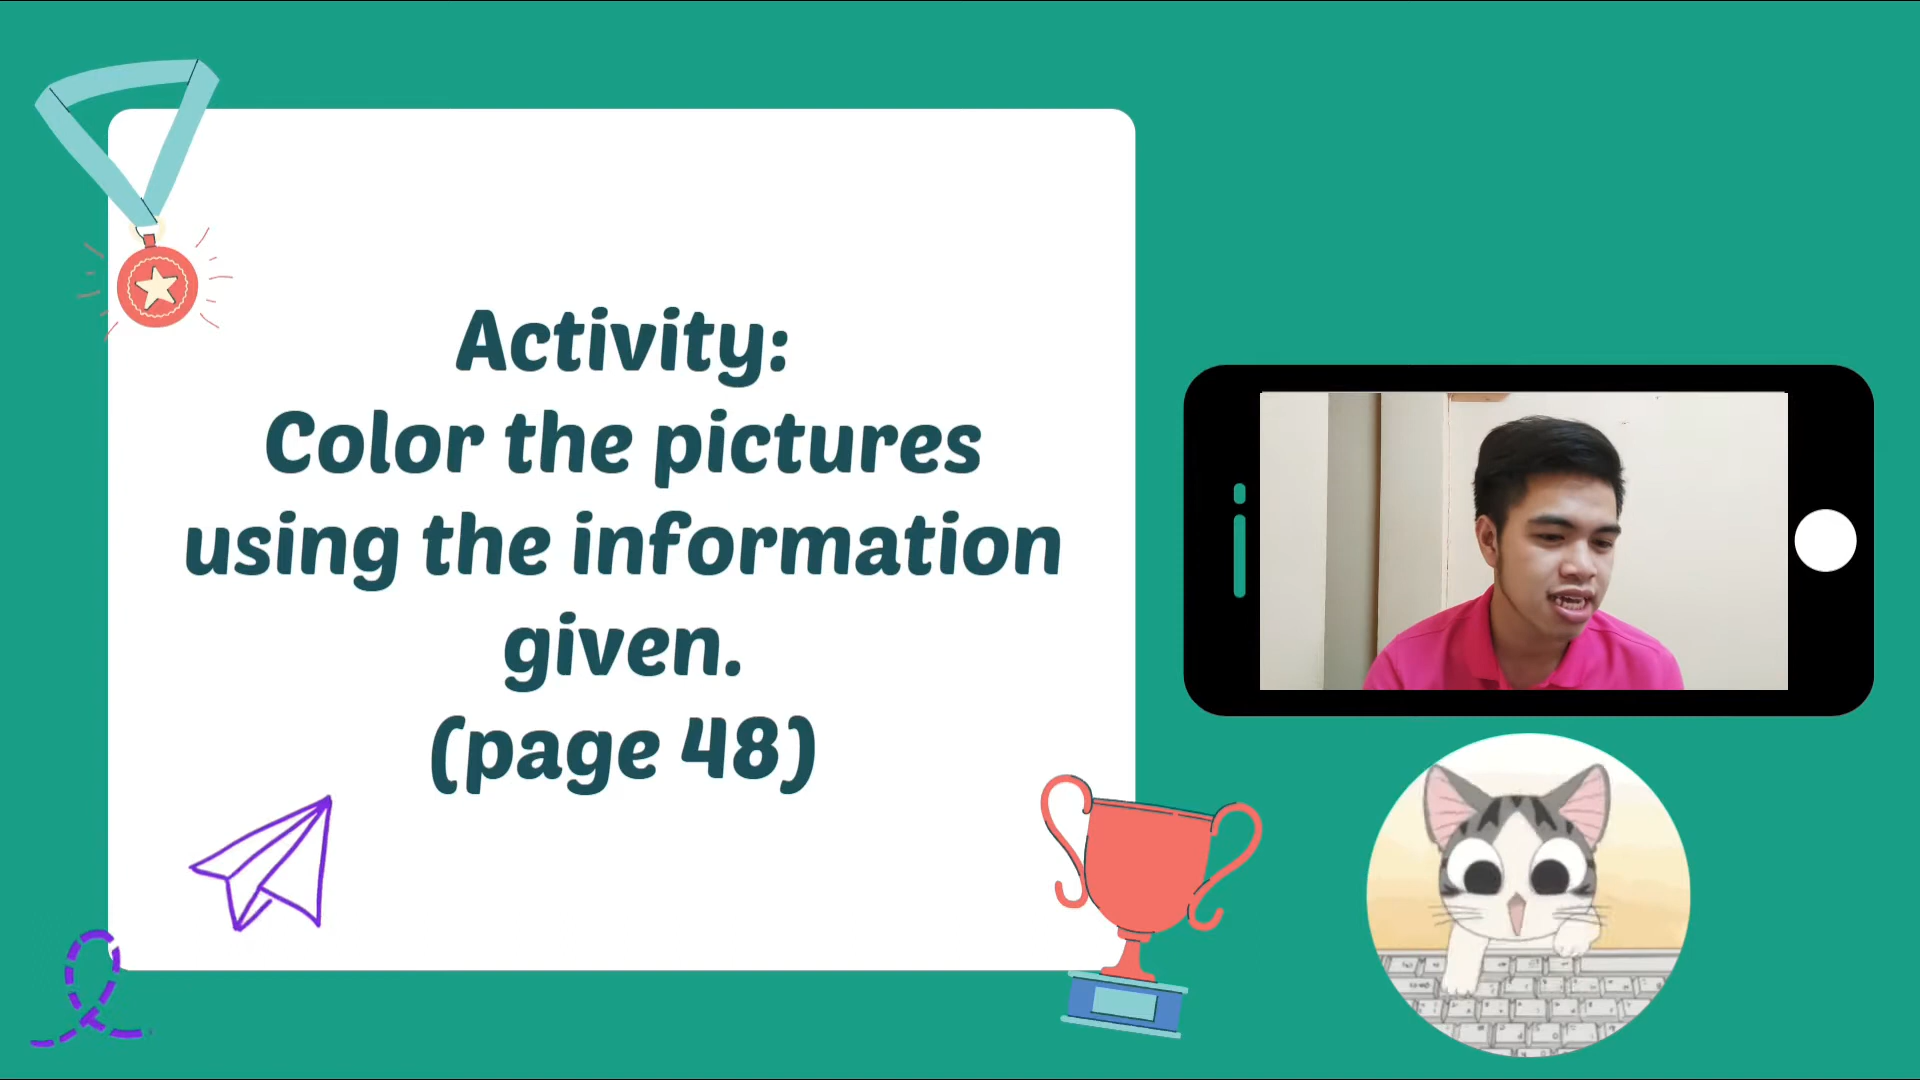 Activity:
Color the pictures
using the information
given.
(page 48)